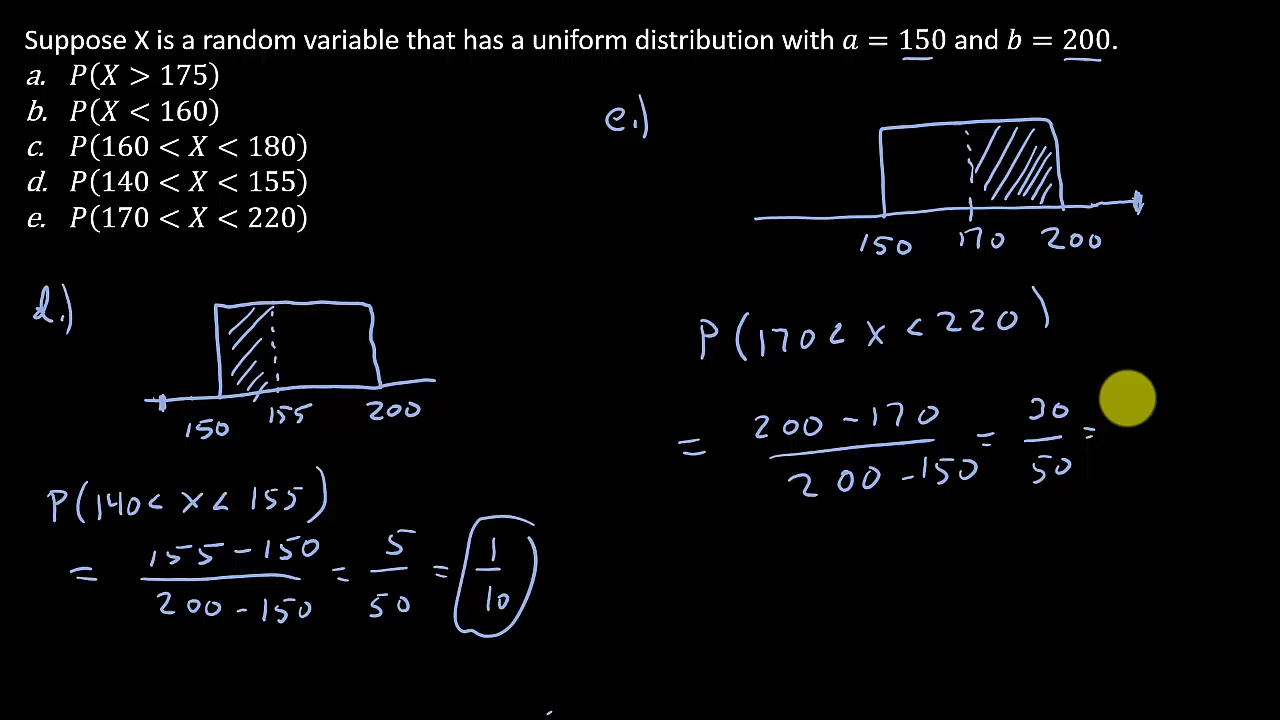 Suppose X is a random variable that has a uniform distribution with a = 150 and b = 200.
a. P(X > 175)
b. P(X < 160)
c. P(160 < X < 180)
d. P(140 < X < 155)
e. P(170 < X < 220)
d.)
150 155 200
P(140 < x < 155)
= 155 - 150 / 200 - 150 = 5 / 50 = 1 / 10
e.)
150 170 200
P(170 < x < 220)
= 200 - 170 / 200 - 150 = 30 / 50 =